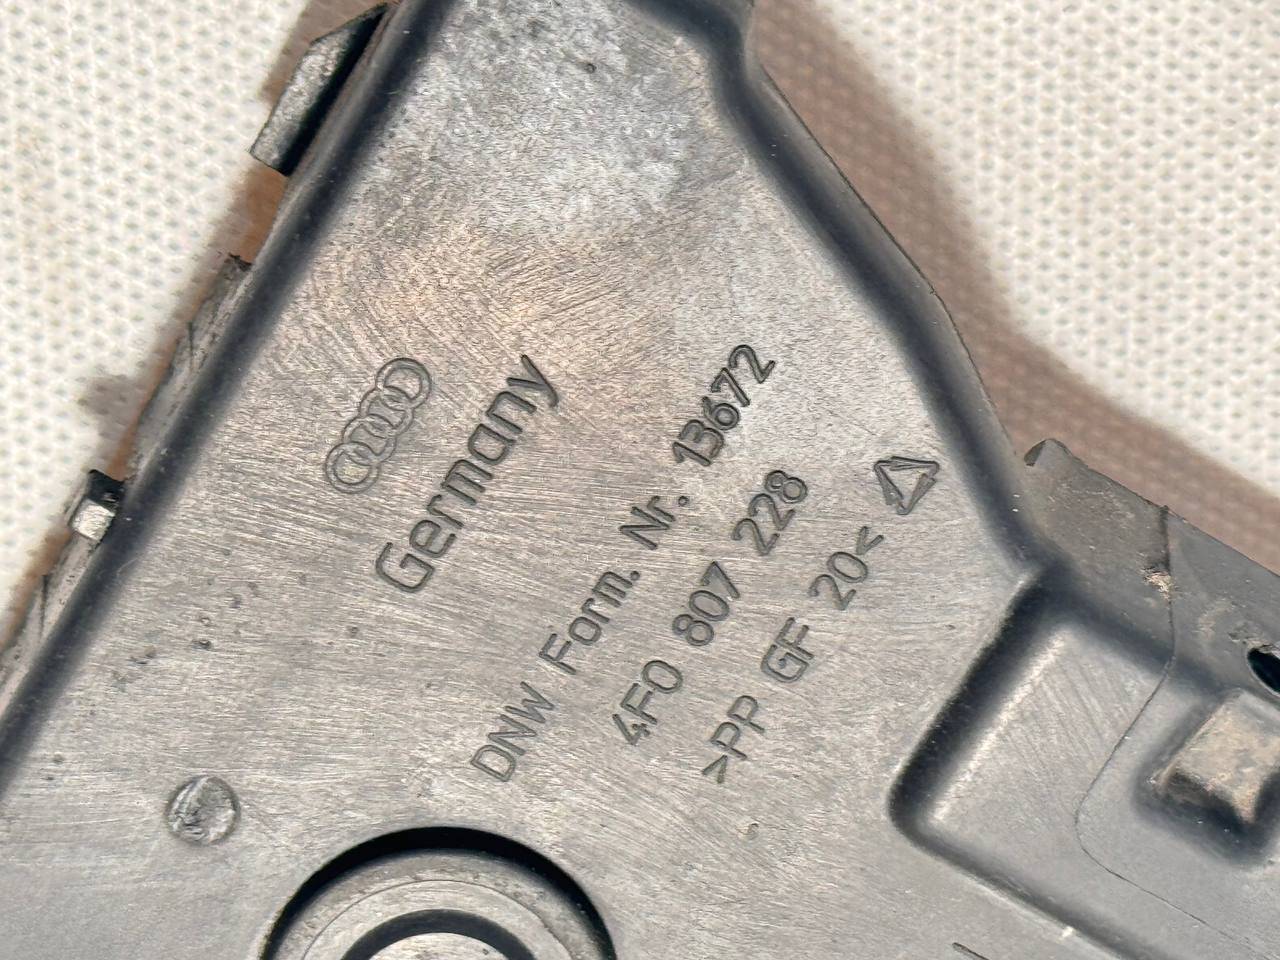 Germany
DNW Form. Nr. 13672
4F0 807 228
>PP GF 20<